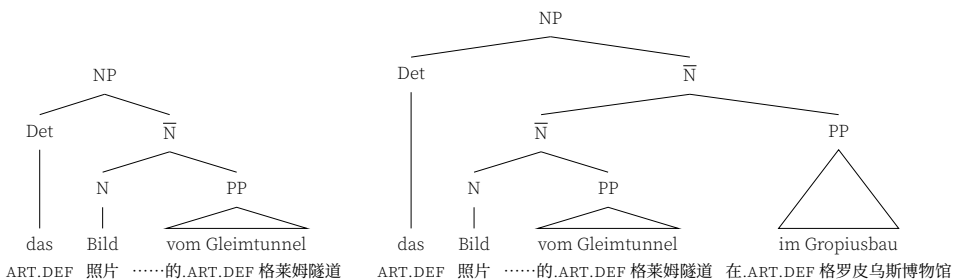 NP
NP
Det
N̅
Det
N̅
N
PP
das
Bild
vom Gleimtunnel
ART.DEF 照片 ……的.ART.DEF 格莱姆隧道
N̅
PP
N
PP
das
Bild
vom Gleimtunnel
im Gropiusbau
ART.DEF 照片 ……的.ART.DEF 格莱姆隧道 在.ART.DEF 格罗皮乌斯博物馆